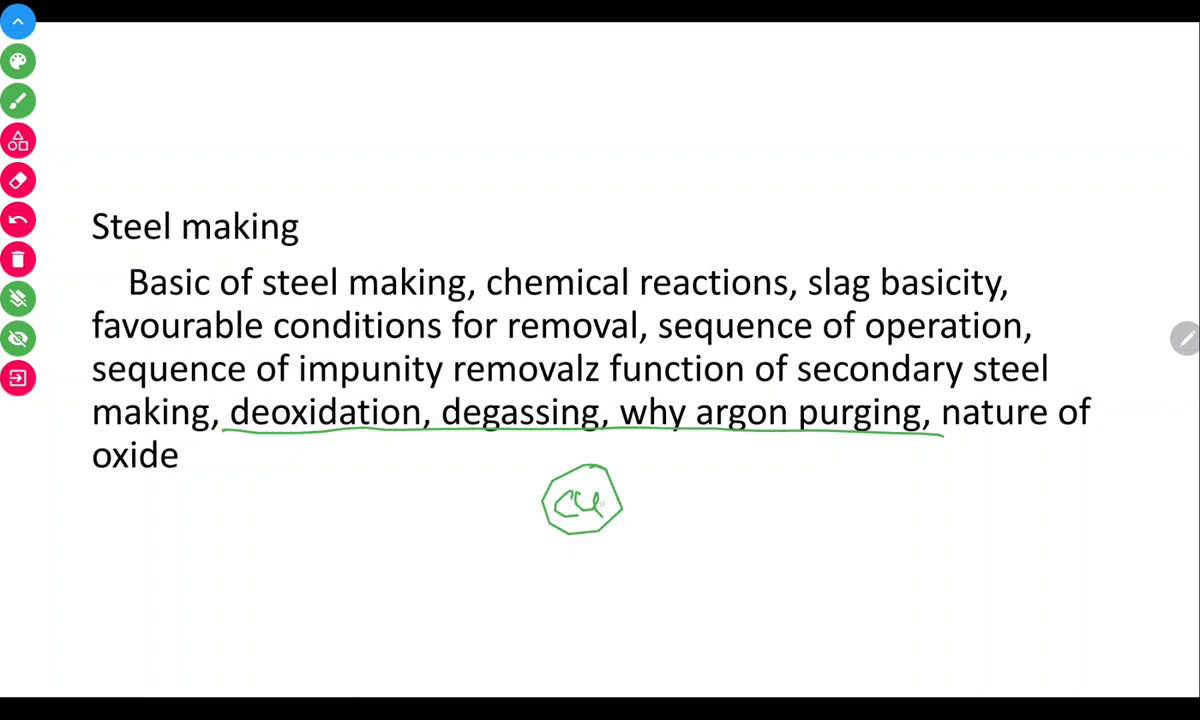 Steel making
Basic of steel making, chemical reactions, slag basicity,
favourable conditions for removal, sequence of operation,
sequence of impunity removalz function of secondary steel
making, deoxidation, degassing, why argon purging, nature of
oxide